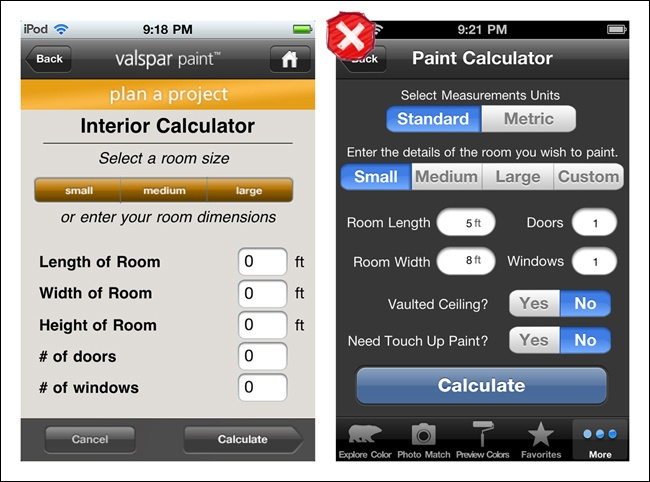 iPod 9:18 PM
Back valspar paint™
plan a project
Interior Calculator
Select a room size
small medium large
or enter your room dimensions
Length of Room 0 ft
Width of Room 0 ft
Height of Room 0 ft
# of doors 0
# of windows 0
Cancel Calculate
9:21 PM
Back Paint Calculator
Select Measurements Units
Standard Metric
Enter the details of the room you wish to paint.
Small Medium Large Custom
Room Length 5 ft Doors 1
Room Width 8 ft Windows 1
Vaulted Ceiling? Yes No
Need Touch Up Paint? Yes No
Calculate
Explore Color Photo Match Preview Colors Favorites More